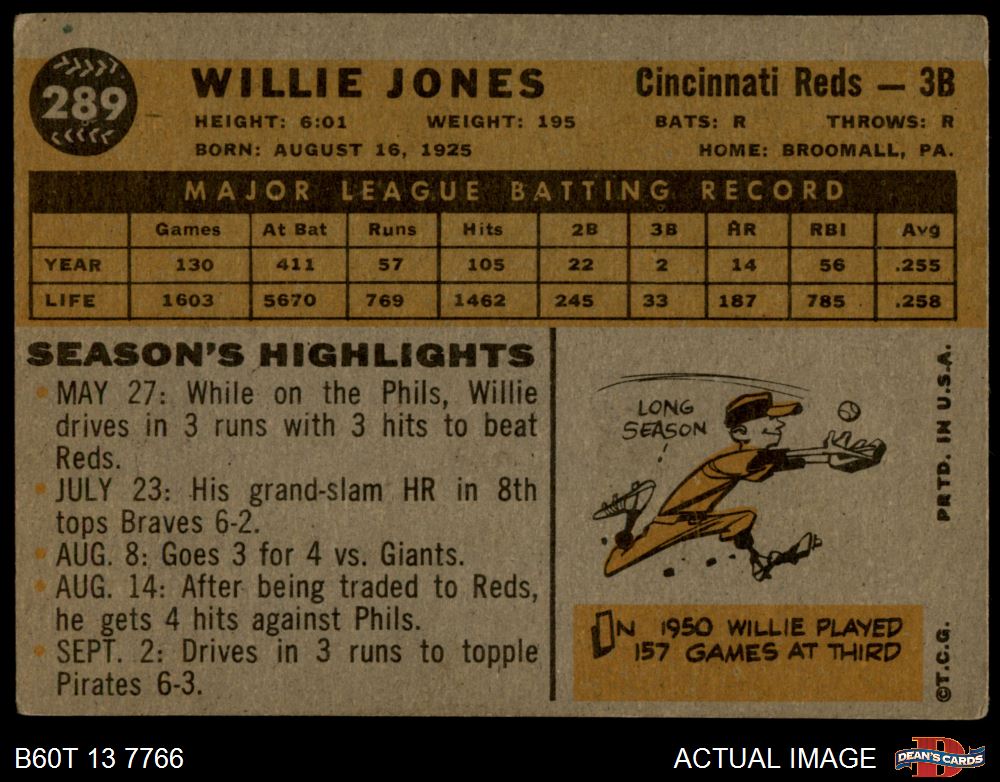 289
WILLIE JONES
Cincinnati Reds — 3B
HEIGHT: 6:01 WEIGHT: 195 BATS: R THROWS: R
BORN: AUGUST 16, 1925 HOME: BROOMALL, PA.
MAJOR LEAGUE BATTING RECORD
Games At Bat Runs Hits 2B 3B HR RBI Avg
YEAR 130 411 57 105 22 2 14 56 .255
LIFE 1603 5670 769 1462 245 33 187 785 .258
SEASON'S HIGHLIGHTS
• MAY 27: While on the Phils, Willie
drives in 3 runs with 3 hits to beat
Reds.
• JULY 23: His grand-slam HR in 8th
tops Braves 6-2.
• AUG. 8: Goes 3 for 4 vs. Giants.
• AUG. 14: After being traded to Reds,
he gets 4 hits against Phils.
• SEPT. 2: Drives in 3 runs to topple
Pirates 6-3.
LONG
SEASON
IN 1950 WILLIE PLAYED
157 GAMES AT THIRD
©T.C.G. PRTD. IN U.S.A.
B60T 13 7766
ACTUAL IMAGE
D
DEAN'S CARDS